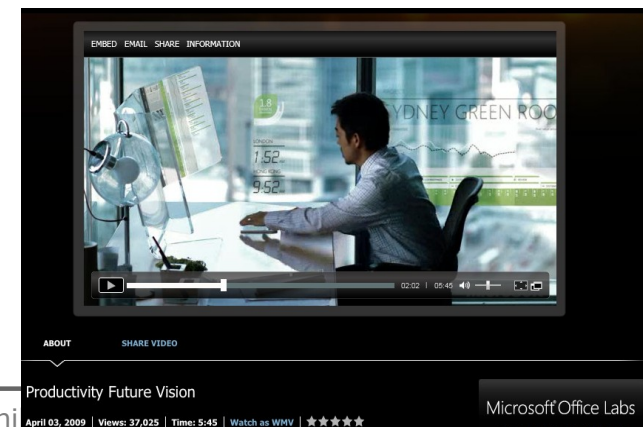 EMBED EMAIL SHARE INFORMATION
18
SYDNEY GREEN ROO
LONDON
1:52
HONG KONG
9:52
02:02 | 05:45
ABOUT SHARE VIDEO
Productivity Future Vision
Microsoft Office Labs
April 03, 2009 | Views: 37,025 | Time: 5:45 | Watch as WMV